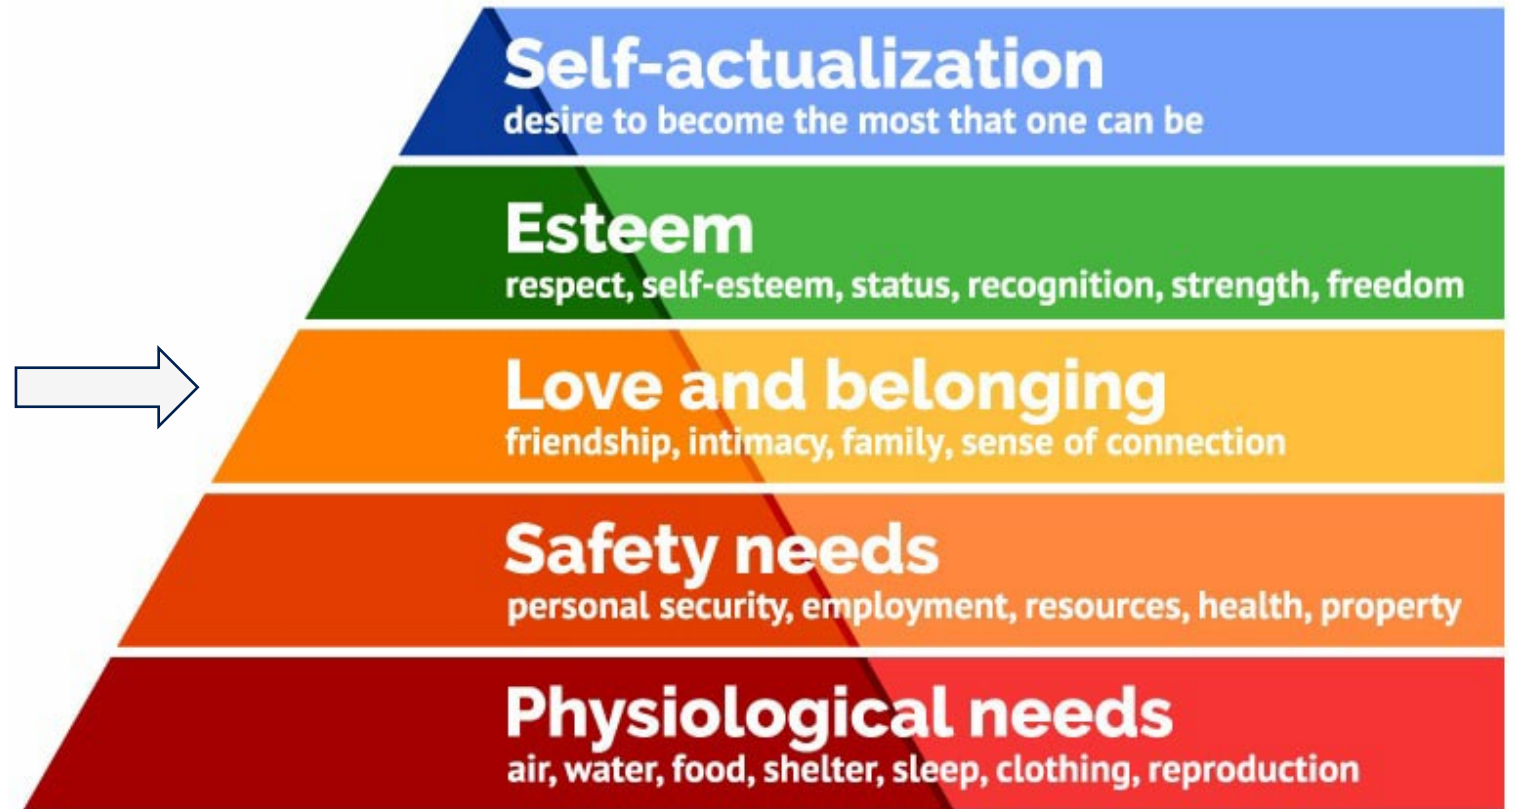 Self-actualization
desire to become the most that one can be
Esteem
respect, self-esteem, status, recognition, strength, freedom
Love and belonging
friendship, intimacy, family, sense of connection
Safety needs
personal security, employment, resources, health, property
Physiological needs
air, water, food, shelter, sleep, clothing, reproduction